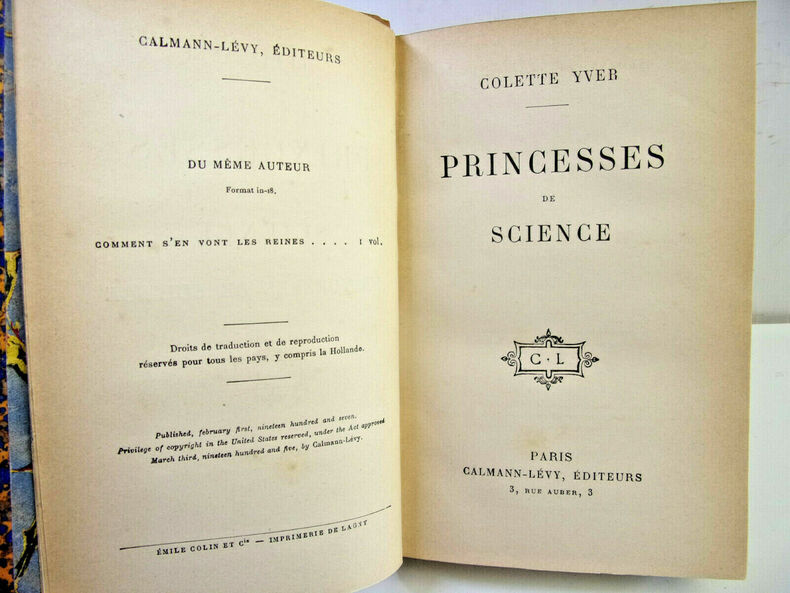 CALMANN-LÉVY, ÉDITEURS
DU MÊME AUTEUR
Format in-18.
COMMENT S'EN VONT LES REINES . . . . 1 vol.
Droits de traduction et de reproduction
réservés pour tous les pays, y compris la Hollande.
Published, february first, nineteen hundred and seven.
Privilege of copyright in the United States reserved, under the Act approved
March third, nineteen hundred and five, by Calmann-Lévy.
ÉMILE COLIN ET Cie — IMPRIMERIE DE LAGNY
COLETTE YVER
PRINCESSES
DE
SCIENCE
C · L
PARIS
CALMANN-LÉVY, ÉDITEURS
3, RUE AUBER, 3